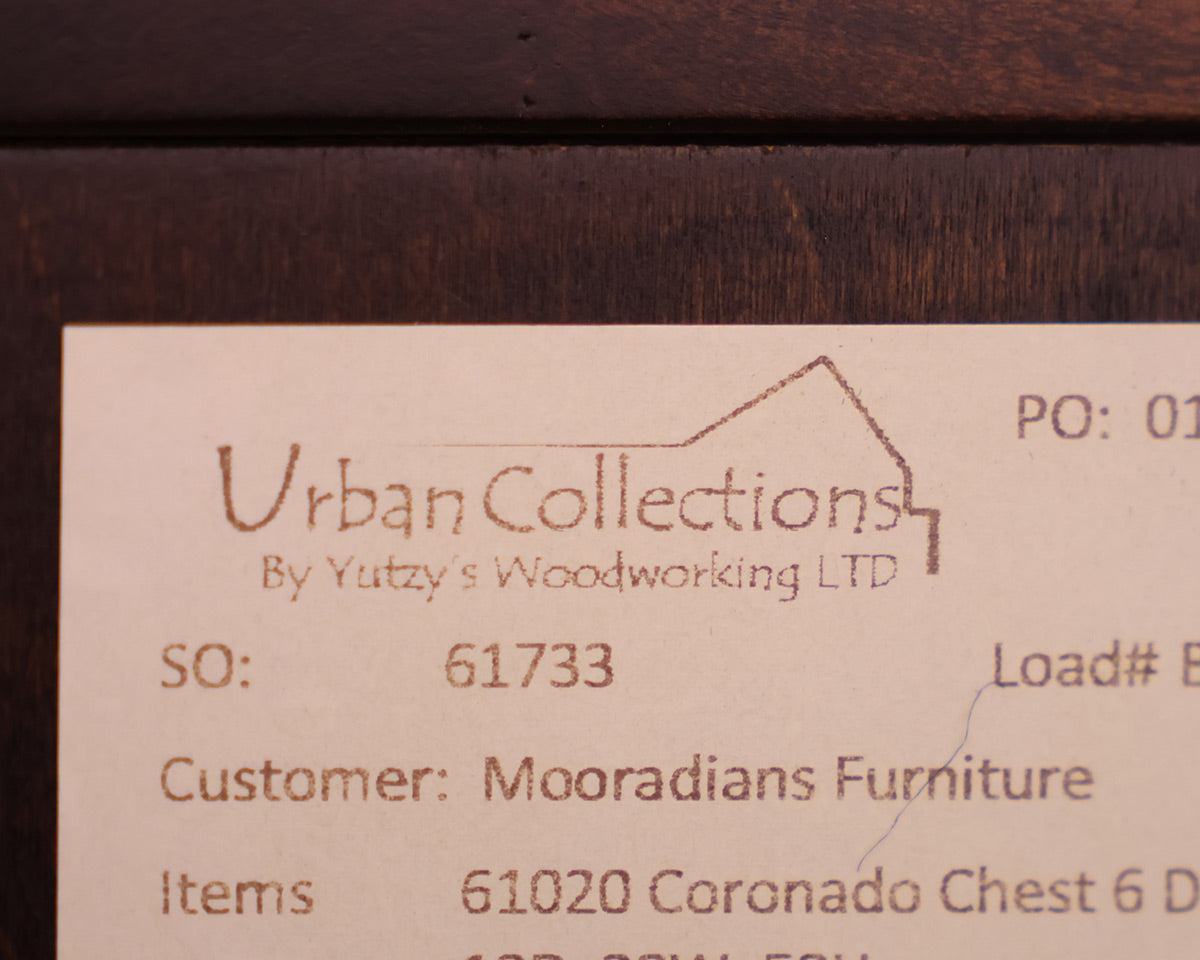 PO: 01
Urban Collections
By Yutzy's Woodworking LTD
SO: 61733 Load#
Customer: Mooradians Furniture
Items 61020 Coronado Chest 6 D